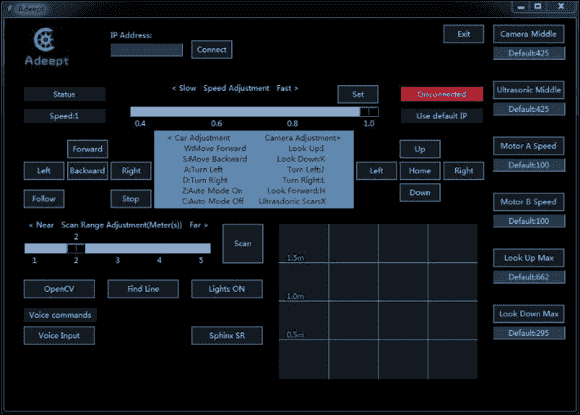 Adeept
IP Address:
Exit
Camera Middle
Connect
Default:425
Adeept
< Slow Speed Adjustment Fast >
Status
Set
Disconnected
Ultrasonic Middle
Default:425
Speed:1
0.4 0.6 0.8 1.0
Use default IP
Forward
< Car Adjustment Camera Adjustment>
W:Move Forward Look Up:I
S:Move Backward Look Down:K
A:Turn Left Turn Left:J
D:Turn Right Turn Right:L
Z:Auto Mode On Look Forward:H
C:Auto Mode Off Ultrasdonic Scan:X
Up
Motor A Speed
Default:100
Left Backward Right
Left Home Right
Follow Stop
Down
Motor B Speed
Default:100
< Near Scan Range Adjustment(Meter(s)) Far >
2
1 2 3 4 5
Scan
1.5m
1.0m
0.5m
Look Up Max
Default:662
OpenCV Find Line Lights ON
Voice commands
Look Down Max
Default:295
Voice Input Sphinx SR